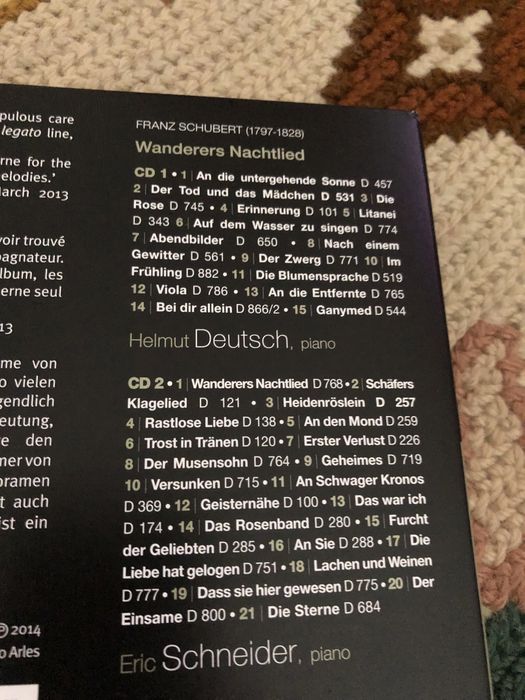 pulous care
legato line,
rne for the
elodies.'
March 2013
voir trouvé
pagnateur.
lbum, les
erne seul
13
me von
o vielen
gendlich
eutung,
e den
mer von
oramen
t auch
ist ein
℗ 2014
o Arles
FRANZ SCHUBERT (1797-1828)
Wanderers Nachtlied
CD 1 • 1 | An die untergehende Sonne D 457
2 | Der Tod und das Mädchen D 531 3 | Die
Rose D 745 • 4 | Erinnerung D 101 5 | Litanei
D 343 6 | Auf dem Wasser zu singen D 774
7 | Abendbilder D 650 • 8 | Nach einem
Gewitter D 561 • 9 | Der Zwerg D 771 10 | Im
Frühling D 882 • 11 | Die Blumensprache D 519
12 | Viola D 786 • 13 | An die Entfernte D 765
14 | Bei dir allein D 866/2 • 15 | Ganymed D 544
Helmut Deutsch, piano
CD 2 • 1 | Wanderers Nachtlied D 768 • 2 | Schäfers
Klagelied D 121 • 3 | Heidenröslein D 257
4 | Rastlose Liebe D 138 • 5 | An den Mond D 259
6 | Trost in Tränen D 120 • 7 | Erster Verlust D 226
8 | Der Musensohn D 764 • 9 | Geheimes D 719
10 | Versunken D 715 • 11 | An Schwager Kronos
D 369 • 12 | Geisternähe D 100 • 13 | Das war ich
D 174 • 14 | Das Rosenband D 280 • 15 | Furcht
der Geliebten D 285 • 16 | An Sie D 288 • 17 | Die
Liebe hat gelogen D 751 • 18 | Lachen und Weinen
D 777 • 19 | Dass sie hier gewesen D 775 • 20 | Der
Einsame D 800 • 21 | Die Sterne D 684
Eric Schneider, piano